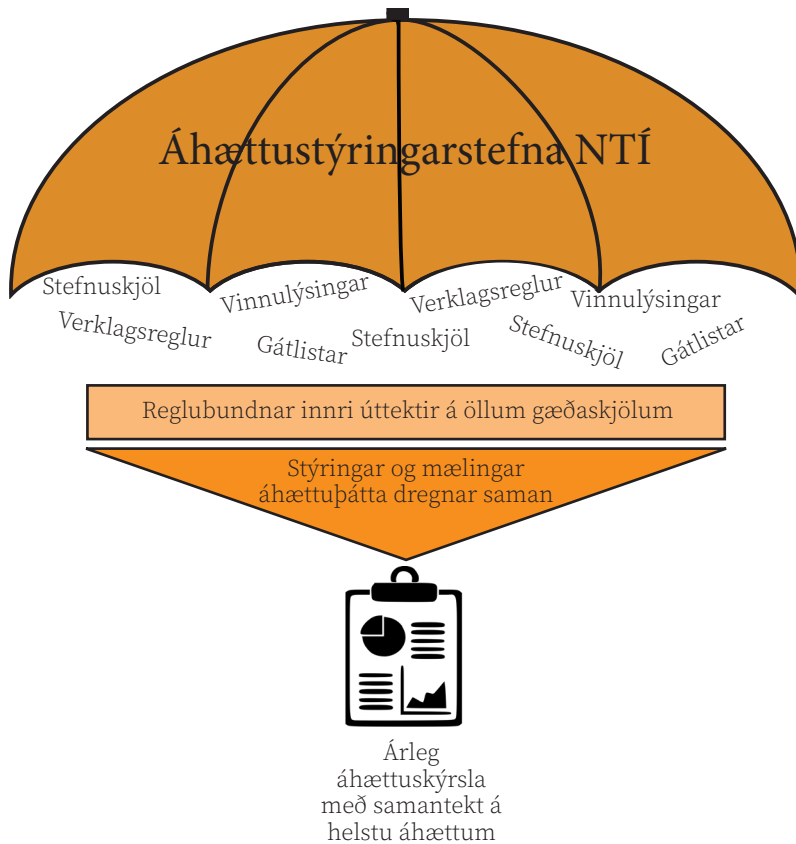 Áhættustýringarstefna NTÍ
Stefnuskjöl
Vinnulýsingar
Verklagsreglur
Vinnulýsingar
Verklagsreglur
Gátlistar
Stefnuskjöl
Stefnuskjöl
Gátlistar
Reglubundnar innri úttektir á öllum gæðaskjölum
Stýringar og mælingar
áhættuþátta dregnar saman
Árleg
áhættuskýrsla
með samantekt á
helstu áhættum